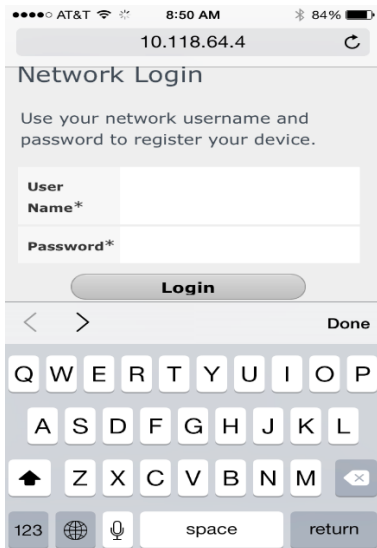 AT&T 8:50 AM 84%
10.118.64.4
Network Login
Use your network username and
password to register your device.
User
Name*
Password*
Login
Done
Q W E R T Y U I O P
A S D F G H J K L
Z X C V B N M
123 space return